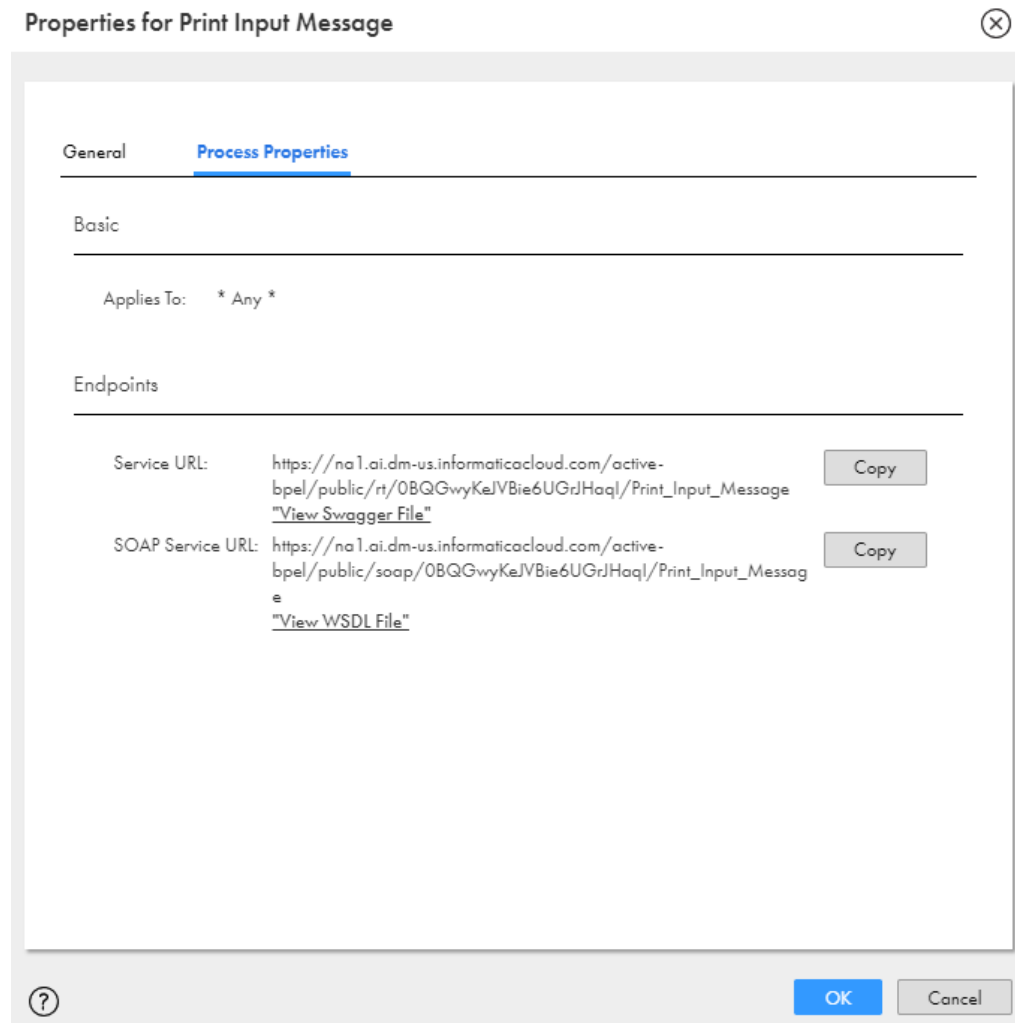 Properties for Print Input Message
General Process Properties
Basic
Applies To: * Any *
Endpoints
Service URL: https://na1.ai.dm-us.informaticacloud.com/active- Copy
bpel/public/rt/0BQGwyKeJVBie6UGrJHaqI/Print_Input_Message
"View Swagger File"
SOAP Service URL: https://na1.ai.dm-us.informaticacloud.com/active- Copy
bpel/public/soap/0BQGwyKeJVBie6UGrJHaqI/Print_Input_Messag
e
"View WSDL File"
? OK Cancel